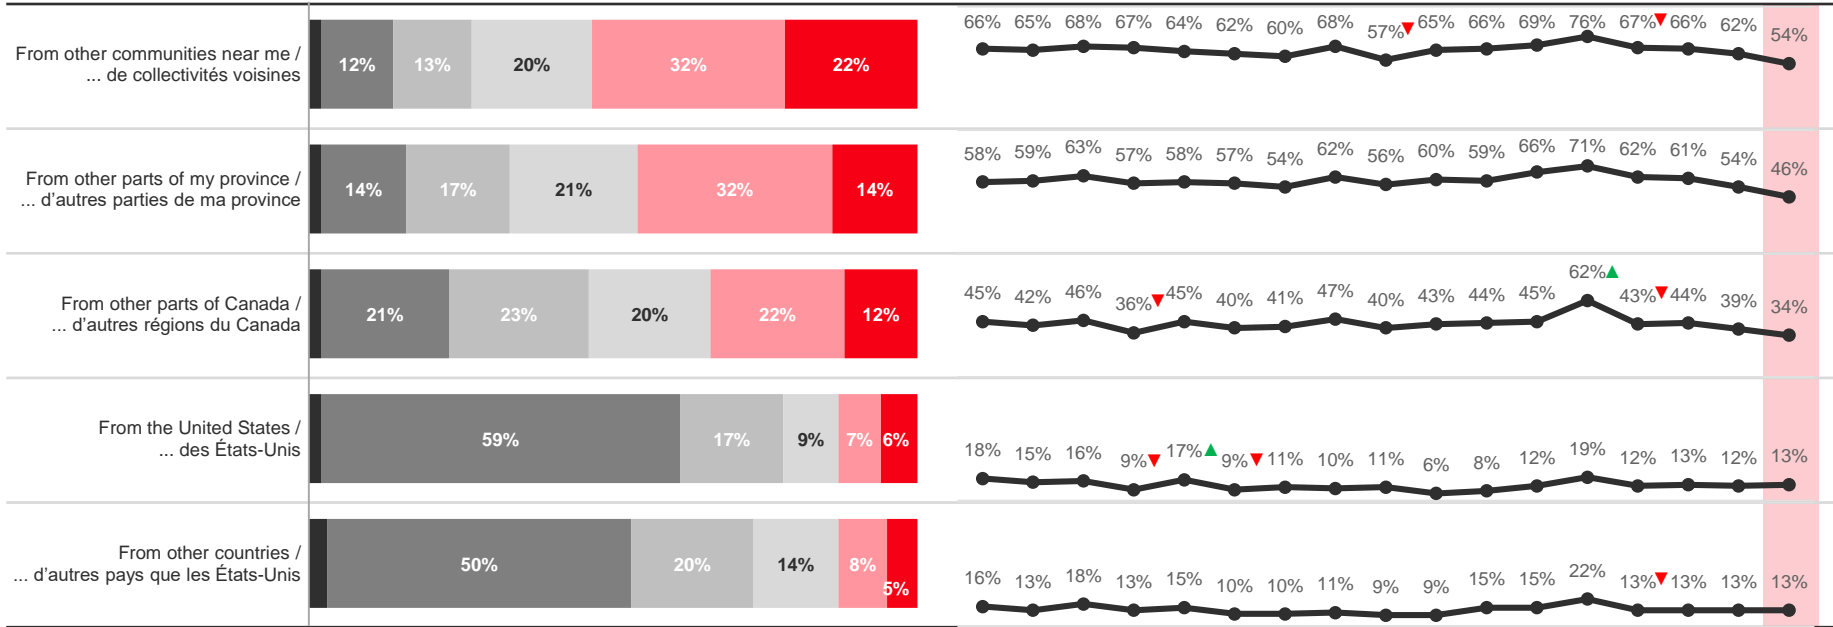 From other communities near me /
... de collectivités voisines
12% 13% 20% 32% 22%
66% 65% 68% 67% 64% 62% 60% 68% 57% 65% 66% 69% 76% 67% 66% 62% 54%
From other parts of my province /
... d'autres parties de ma province
14% 17% 21% 32% 14%
58% 59% 63% 57% 58% 57% 54% 62% 56% 60% 59% 66% 71% 62% 61% 54% 46%
From other parts of Canada /
... d'autres régions du Canada
21% 23% 20% 22% 12%
45% 42% 46% 36% 45% 40% 41% 47% 40% 43% 44% 45% 62% 43% 44% 39% 34%
From the United States /
... des États-Unis
59% 17% 9% 7% 6%
18% 15% 16% 9% 17% 9% 11% 10% 11% 6% 8% 12% 19% 12% 13% 12% 13%
From other countries /
... d'autres pays que les États-Unis
50% 20% 14% 8% 5%
16% 13% 18% 13% 15% 10% 10% 11% 9% 9% 15% 15% 22% 13% 13% 13% 13%